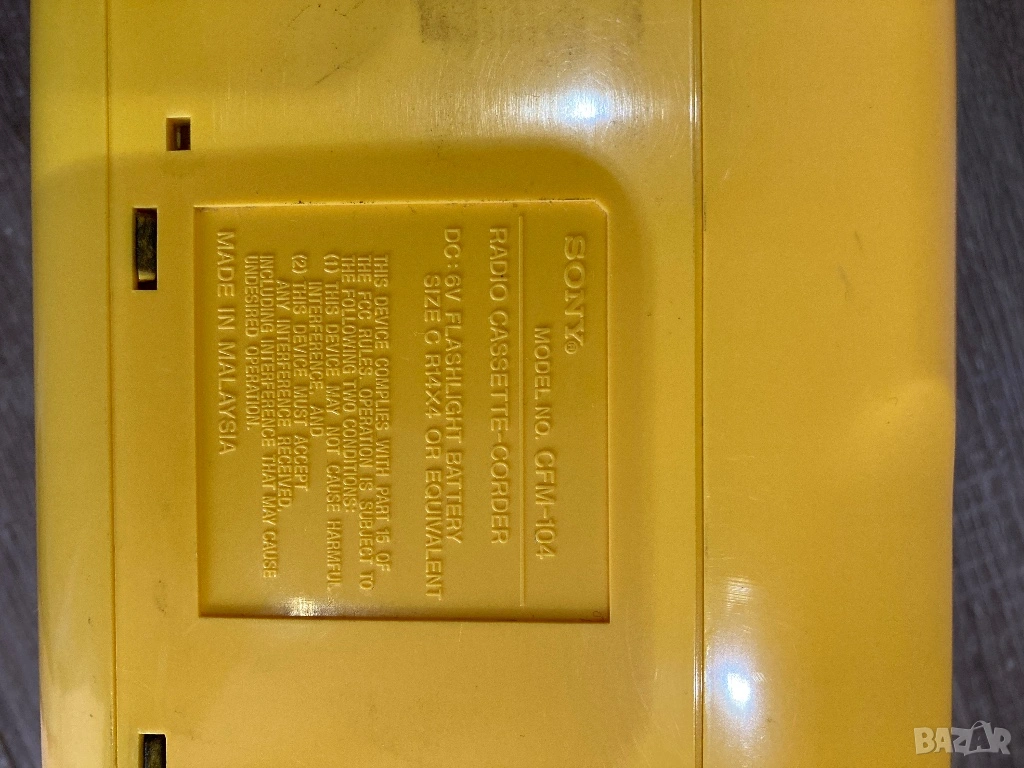 SONY®
MODEL NO. CFM-104
RADIO CASSETTE-CORDER
DC : 6V FLASHLIGHT BATTERY
SIZE C R14X4 OR EQUIVALENT
THIS DEVICE COMPLIES WITH PART 15 OF
THE FCC RULES. OPERATION IS SUBJECT TO
THE FOLLOWING TWO CONDITIONS:
(1) THIS DEVICE MAY NOT CAUSE HARMFUL
INTERFERENCE, AND
(2) THIS DEVICE MUST ACCEPT
ANY INTERFERENCE RECEIVED,
INCLUDING INTERFERENCE THAT MAY CAUSE
UNDESIRED OPERATION.
MADE IN MALAYSIA
BAZAR